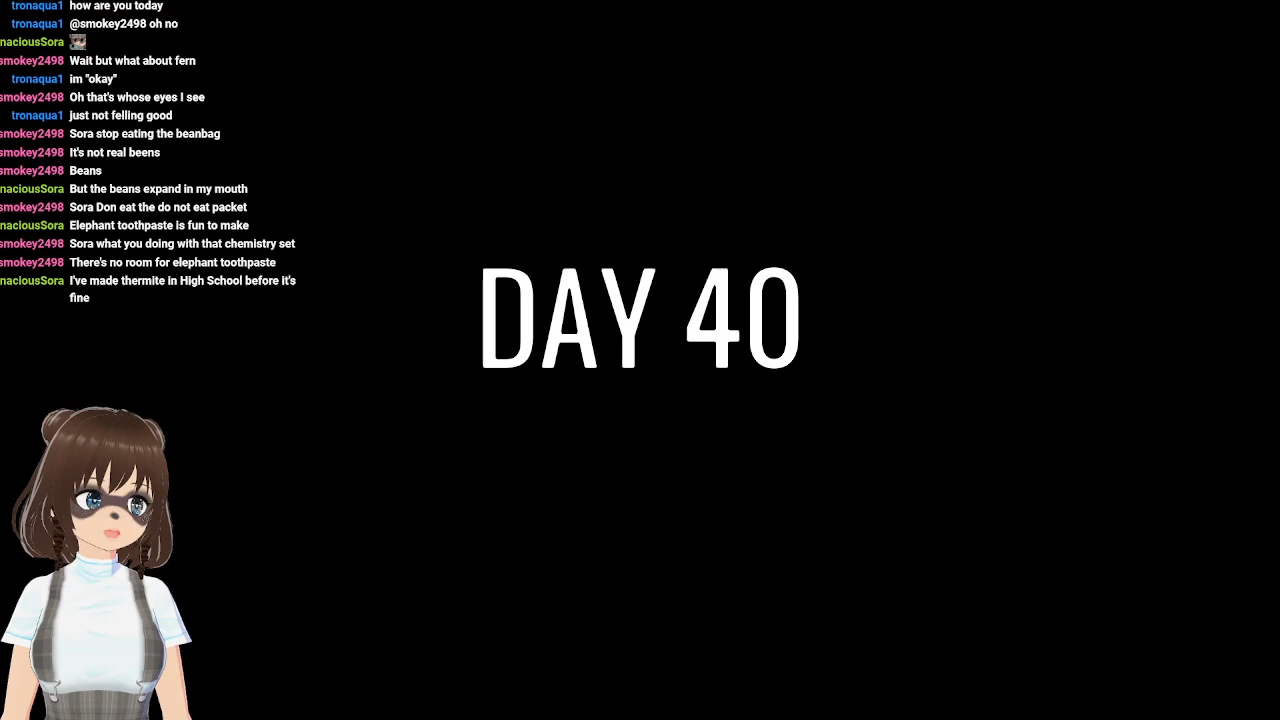 tronaqua1 how are you today
tronaqua1 @smokey2498 oh no
naciousSora
smokey2498 Wait but what about fern
tronaqua1 im "okay"
smokey2498 Oh that's whose eyes I see
tronaqua1 just not felling good
smokey2498 Sora stop eating the beanbag
smokey2498 It's not real beens
smokey2498 Beans
naciousSora But the beans expand in my mouth
smokey2498 Sora Don eat the do not eat packet
naciousSora Elephant toothpaste is fun to make
smokey2498 Sora what you doing with that chemistry set
smokey2498 There's no room for elephant toothpaste
naciousSora I've made thermite in High School before it's
fine
DAY 40